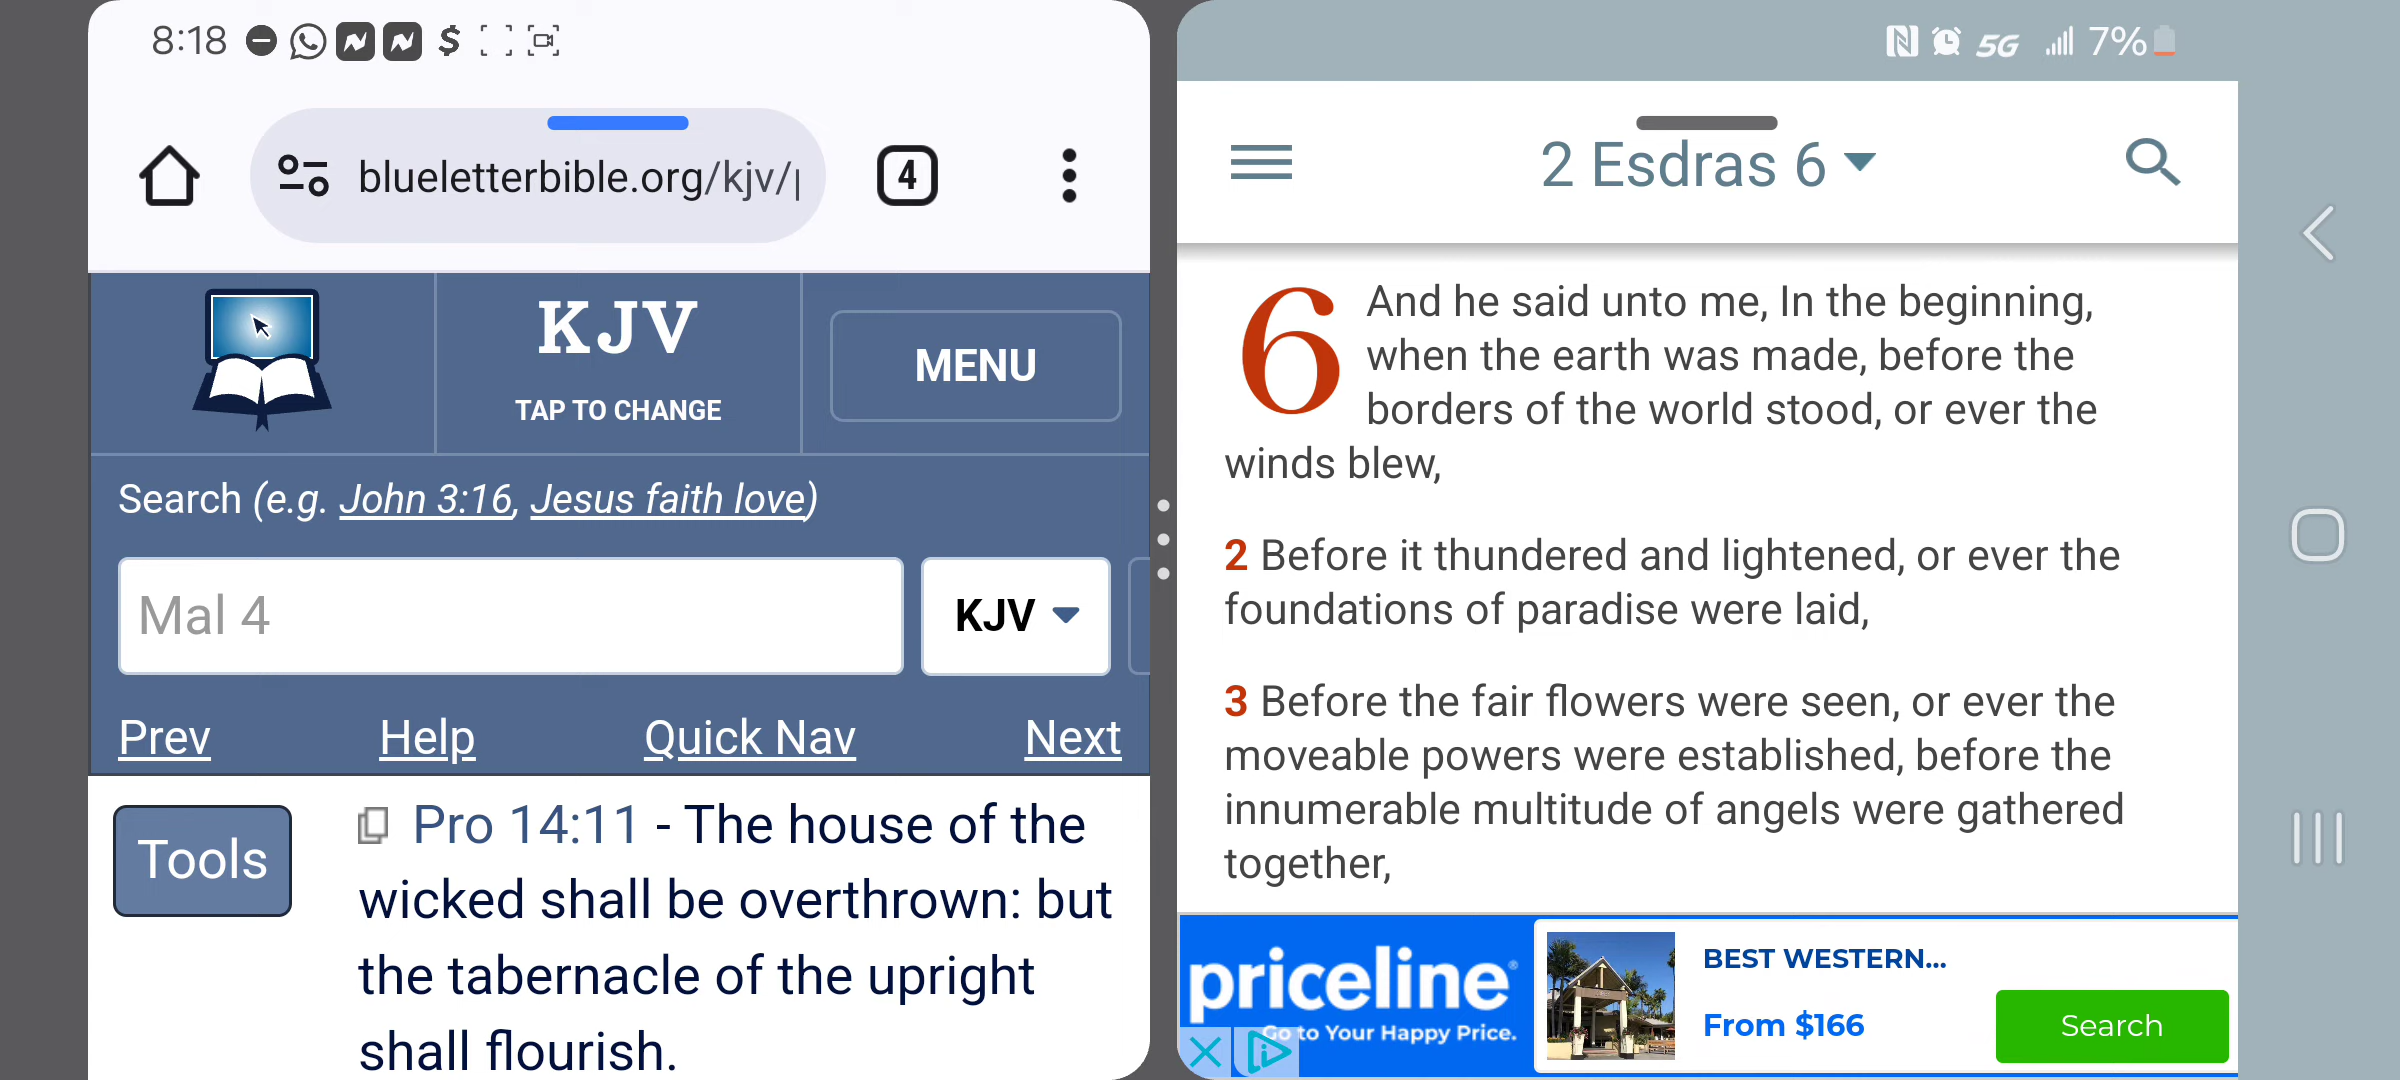 8:18
$
blueletterbible.org/kjv/p
4
KJV
TAP TO CHANGE
MENU
Search (e.g. John 3:16, Jesus faith love)
Mal 4
KJV
Prev Help Quick Nav Next
Tools
Pro 14:11 - The house of the
wicked shall be overthrown: but
the tabernacle of the upright
shall flourish.
5G 7%
2 Esdras 6
6 And he said unto me, In the beginning,
when the earth was made, before the
borders of the world stood, or ever the
winds blew,
2 Before it thundered and lightened, or ever the
foundations of paradise were laid,
3 Before the fair flowers were seen, or ever the
moveable powers were established, before the
innumerable multitude of angels were gathered
together,
priceline®
Go to Your Happy Price.
BEST WESTERN...
From $166
Search